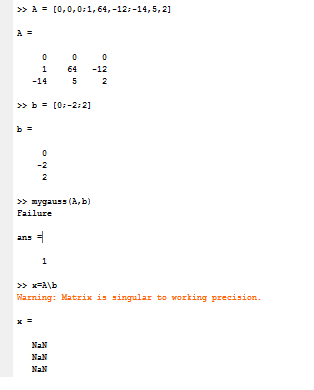 >> A = [0,0,0;1,64,-12;-14,5,2]
A =
0 0 0
1 64 -12
-14 5 2
>> b = [0;-2;2]
b =
0
-2
2
>> mygauss(A,b)
Failure
ans =
1
>> x=A\b
Warning: Matrix is singular to working precision.
x =
NaN
NaN
NaN